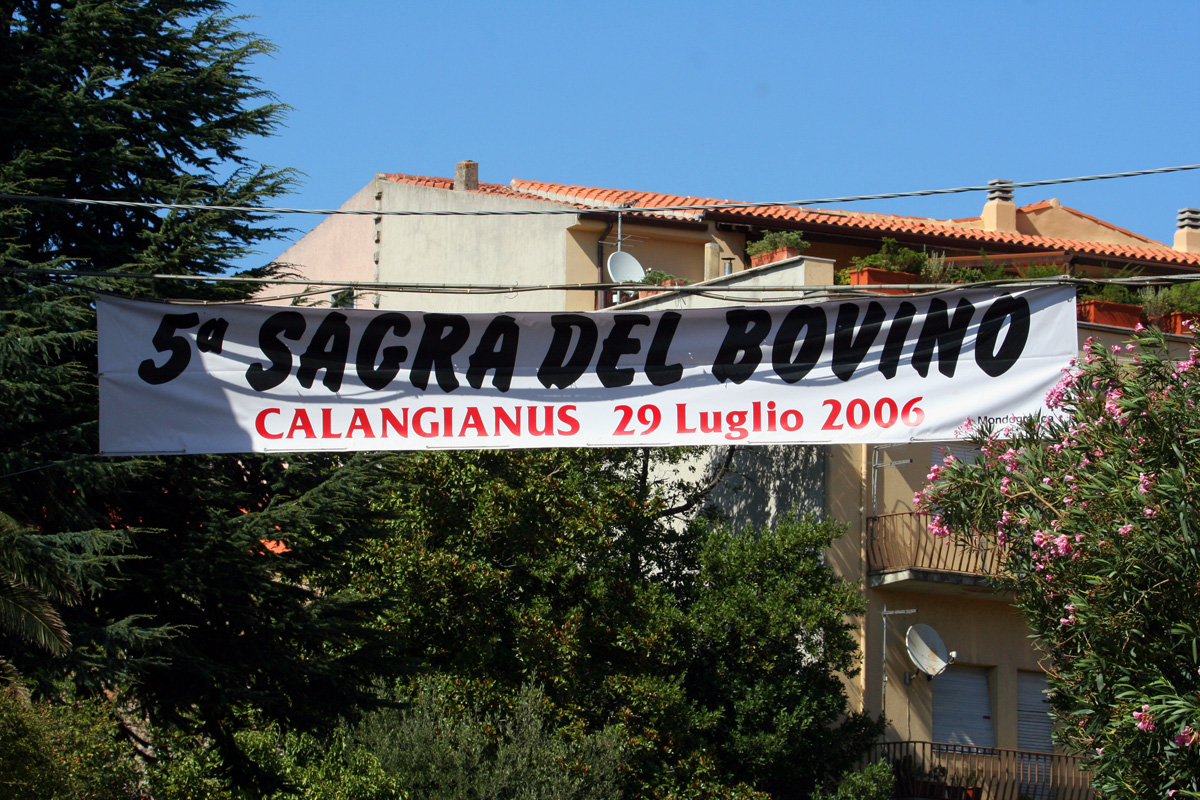 5ª SAGRA DEL BOVINO
CALANGIANUS 29 Luglio 2006